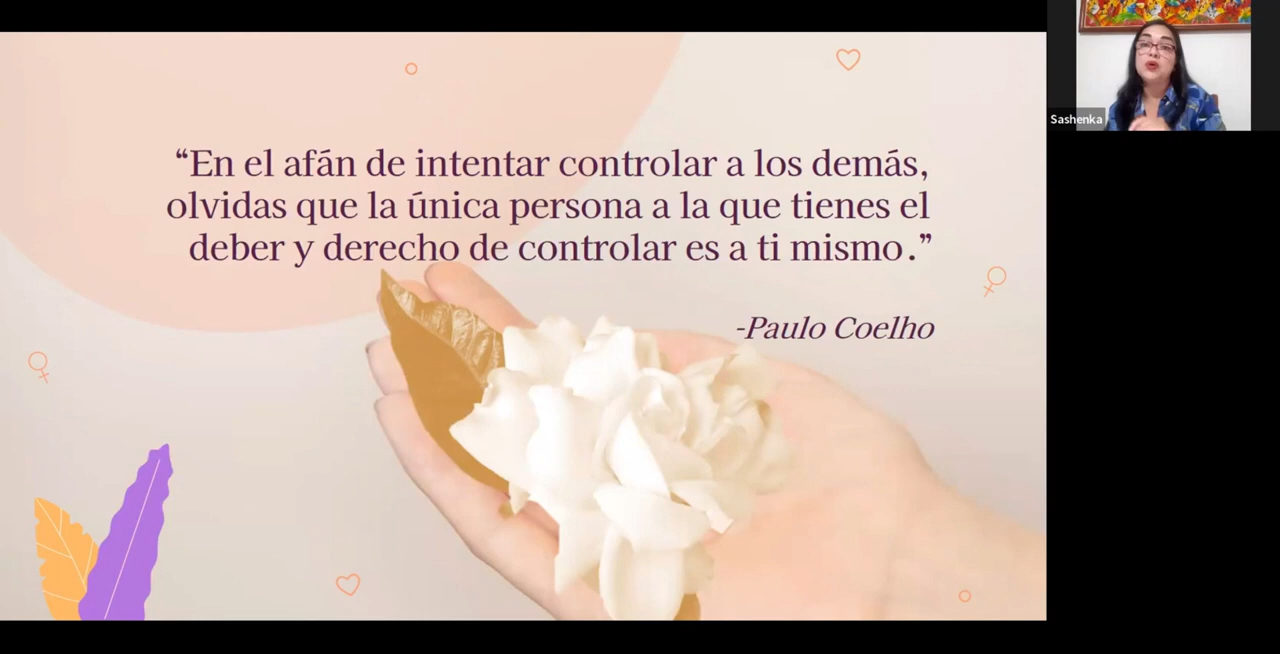 “En el afán de intentar controlar a los demás,
olvidas que la única persona a la que tienes el
deber y derecho de controlar es a ti mismo.”
-Paulo Coelho
Sashenka